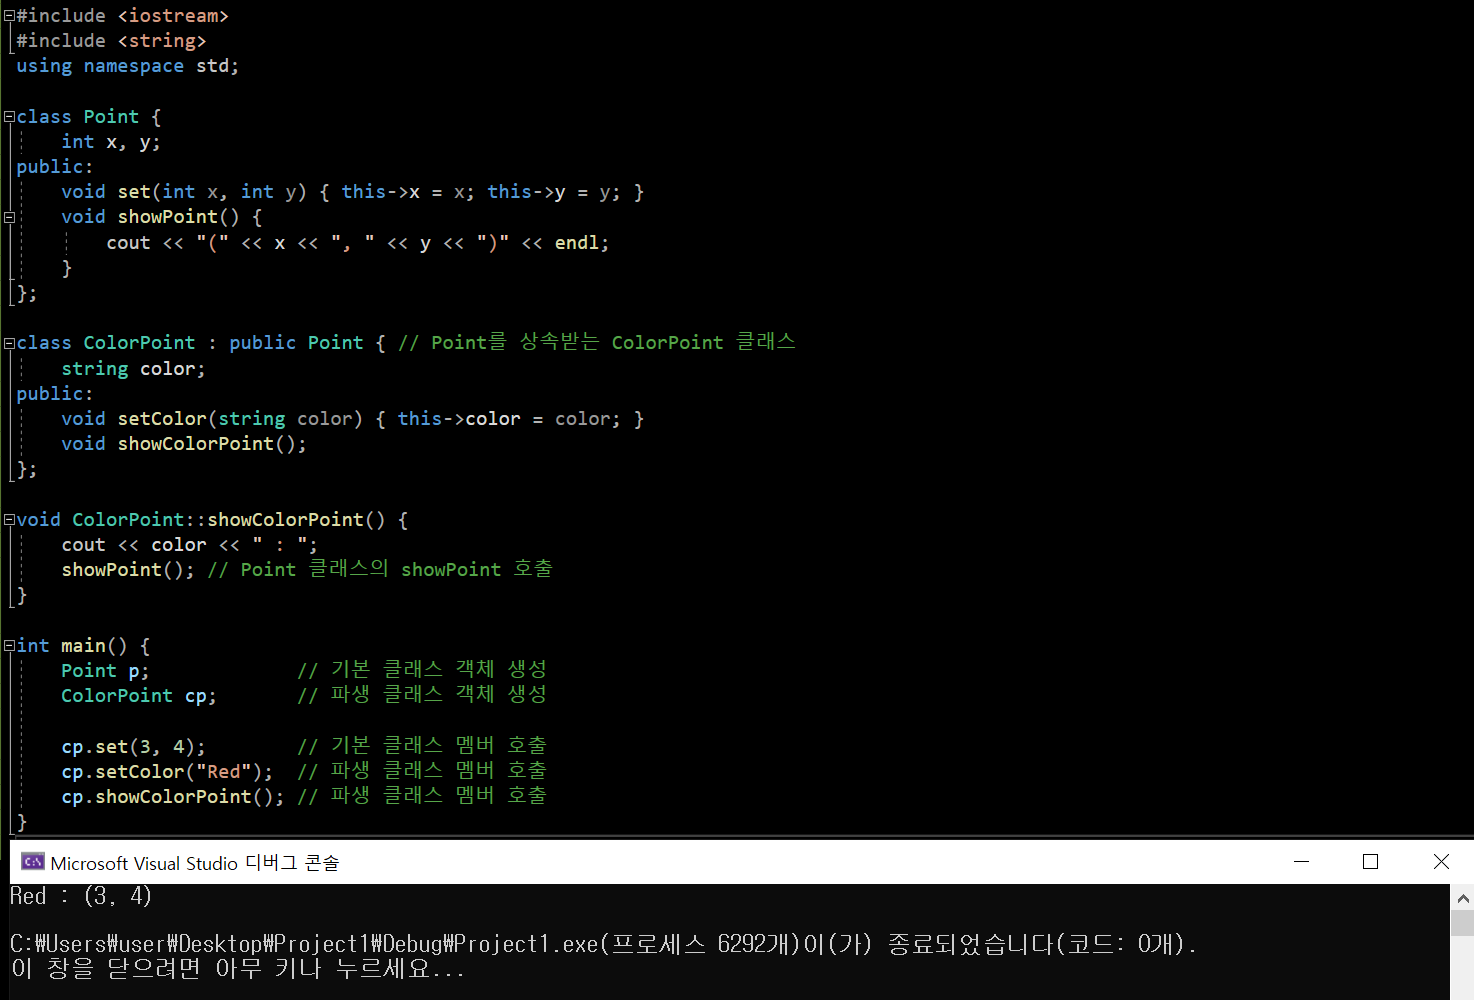 #include <iostream>
#include <string>
using namespace std;
class Point {
int x, y;
public:
void set(int x, int y) { this->x = x; this->y = y; }
void showPoint() {
cout << "(" << x << ", " << y << ")" << endl;
}
};
class ColorPoint : public Point { // Point를 상속받는 ColorPoint 클래스
string color;
public:
void setColor(string color) { this->color = color; }
void showColorPoint();
};
void ColorPoint::showColorPoint() {
cout << color << " : ";
showPoint(); // Point 클래스의 showPoint 호출
}
int main() {
Point p; // 기본 클래스 객체 생성
ColorPoint cp; // 파생 클래스 객체 생성
cp.set(3, 4); // 기본 클래스 멤버 호출
cp.setColor("Red"); // 파생 클래스 멤버 호출
cp.showColorPoint(); // 파생 클래스 멤버 호출
}
C:\ Microsoft Visual Studio 디버그 콘솔
Red : (3, 4)
C:₩Users₩user₩Desktop₩Project1₩Debug₩Project1.exe(프로세스 6292개)이(가) 종료되었습니다(코드: 0개).
이 창을 닫으려면 아무 키나 누르세요...